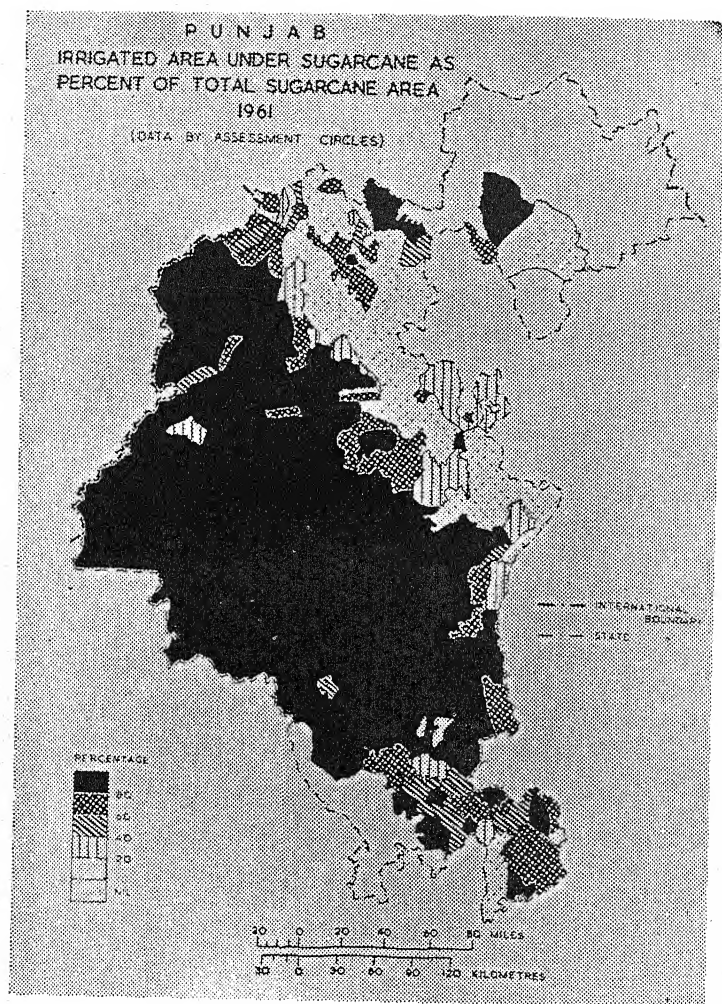 PUNJAB
IRRIGATED AREA UNDER SUGARCANE AS
PERCENT OF TOTAL SUGARCANE AREA
1961
(DATA BY ASSESSMENT CIRCLES)
INTERNATIONAL
BOUNDARY
STATE "
PERCENTAGE
80
60
40
20
NIL
20 0 20 40 60 80 MILES
30 0 30 60 90 120 KILOMETRES